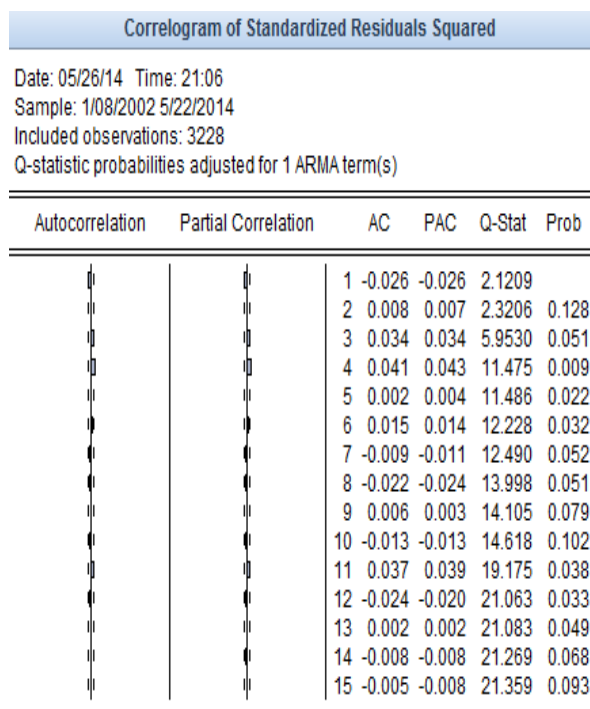 Correlogram of Standardized Residuals Squared
Date: 05/26/14 Time: 21:06
Sample: 1/08/2002 5/22/2014
Included observations: 3228
Q-statistic probabilities adjusted for 1 ARMA term(s)
Autocorrelation Partial Correlation AC PAC Q-Stat Prob
1 -0.026 -0.026 2.1209
2 0.008 0.007 2.3206 0.128
3 0.034 0.034 5.9530 0.051
4 0.041 0.043 11.475 0.009
5 0.002 0.004 11.486 0.022
6 0.015 0.014 12.228 0.032
7 -0.009 -0.011 12.490 0.052
8 -0.022 -0.024 13.998 0.051
9 0.006 0.003 14.105 0.079
10 -0.013 -0.013 14.618 0.102
11 0.037 0.039 19.175 0.038
12 -0.024 -0.020 21.063 0.033
13 0.002 0.002 21.083 0.049
14 -0.008 -0.008 21.269 0.068
15 -0.005 -0.008 21.359 0.093